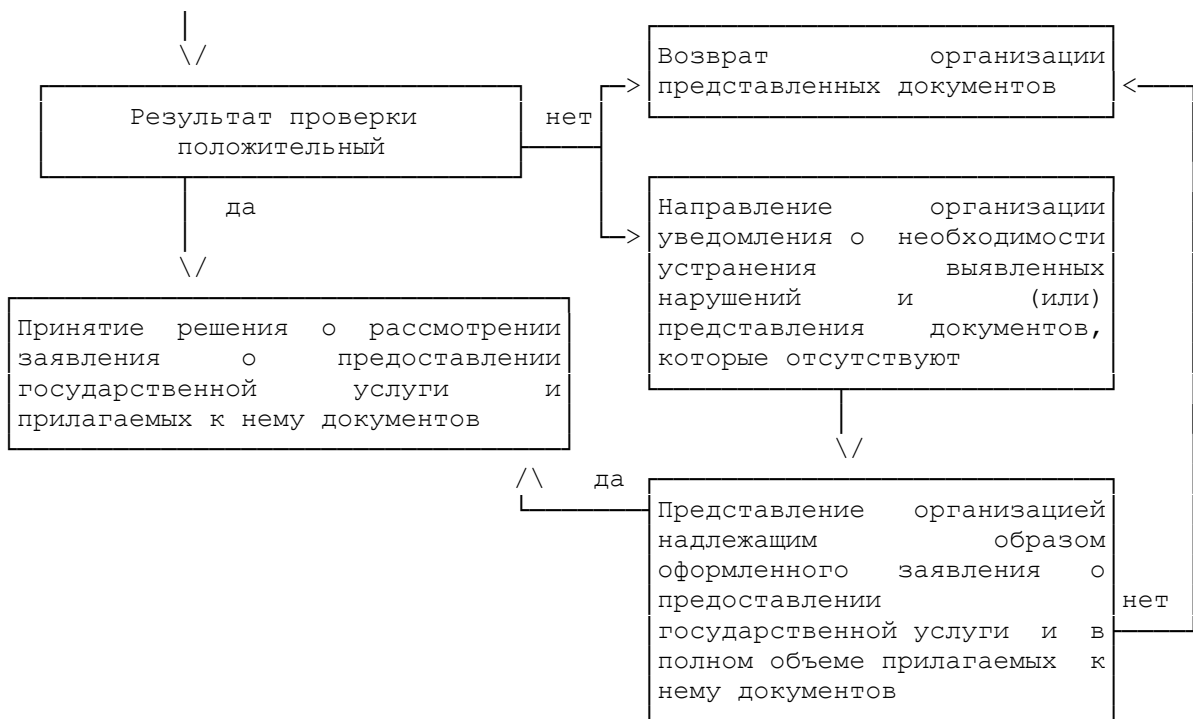 Возврат организации
представленных документов
Результат проверки
положительный
нет
да
Направление организации
уведомления о необходимости
устранения выявленных
нарушений и (или)
представления документов,
которые отсутствуют
Принятие решения о рассмотрении
заявления о предоставлении
государственной услуги и
прилагаемых к нему документов
да
Представление организацией
надлежащим образом
оформленного заявления о
предоставлении
государственной услуги и в
полном объеме прилагаемых к
нему документов
нет